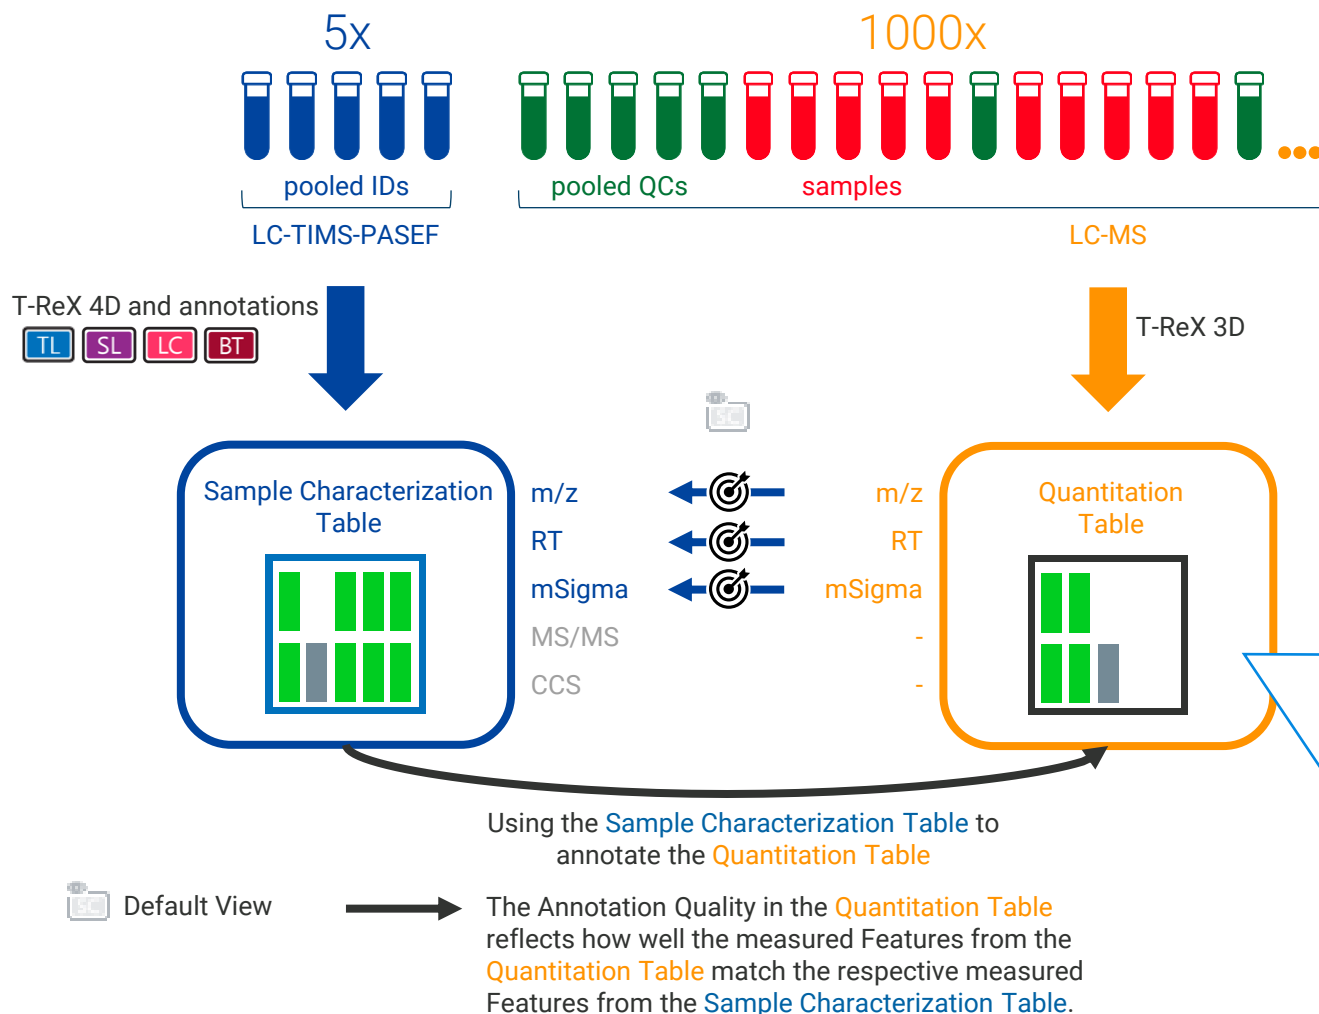 5x
1000x
pooled IDs
pooled QCs
samples
LC-TIMS-PASEF
LC-MS
T-ReX 4D and annotations
TL SL LC BT
T-ReX 3D
SC
Sample Characterization
Table
m/z
m/z
Quantitation
Table
RT
RT
mSigma
mSigma
MS/MS
-
CCS
-
Using the Sample Characterization Table to
annotate the Quantitation Table
SC Default View
The Annotation Quality in the Quantitation Table
reflects how well the measured Features from the
Quantitation Table match the respective measured
Features from the Sample Characterization Table.